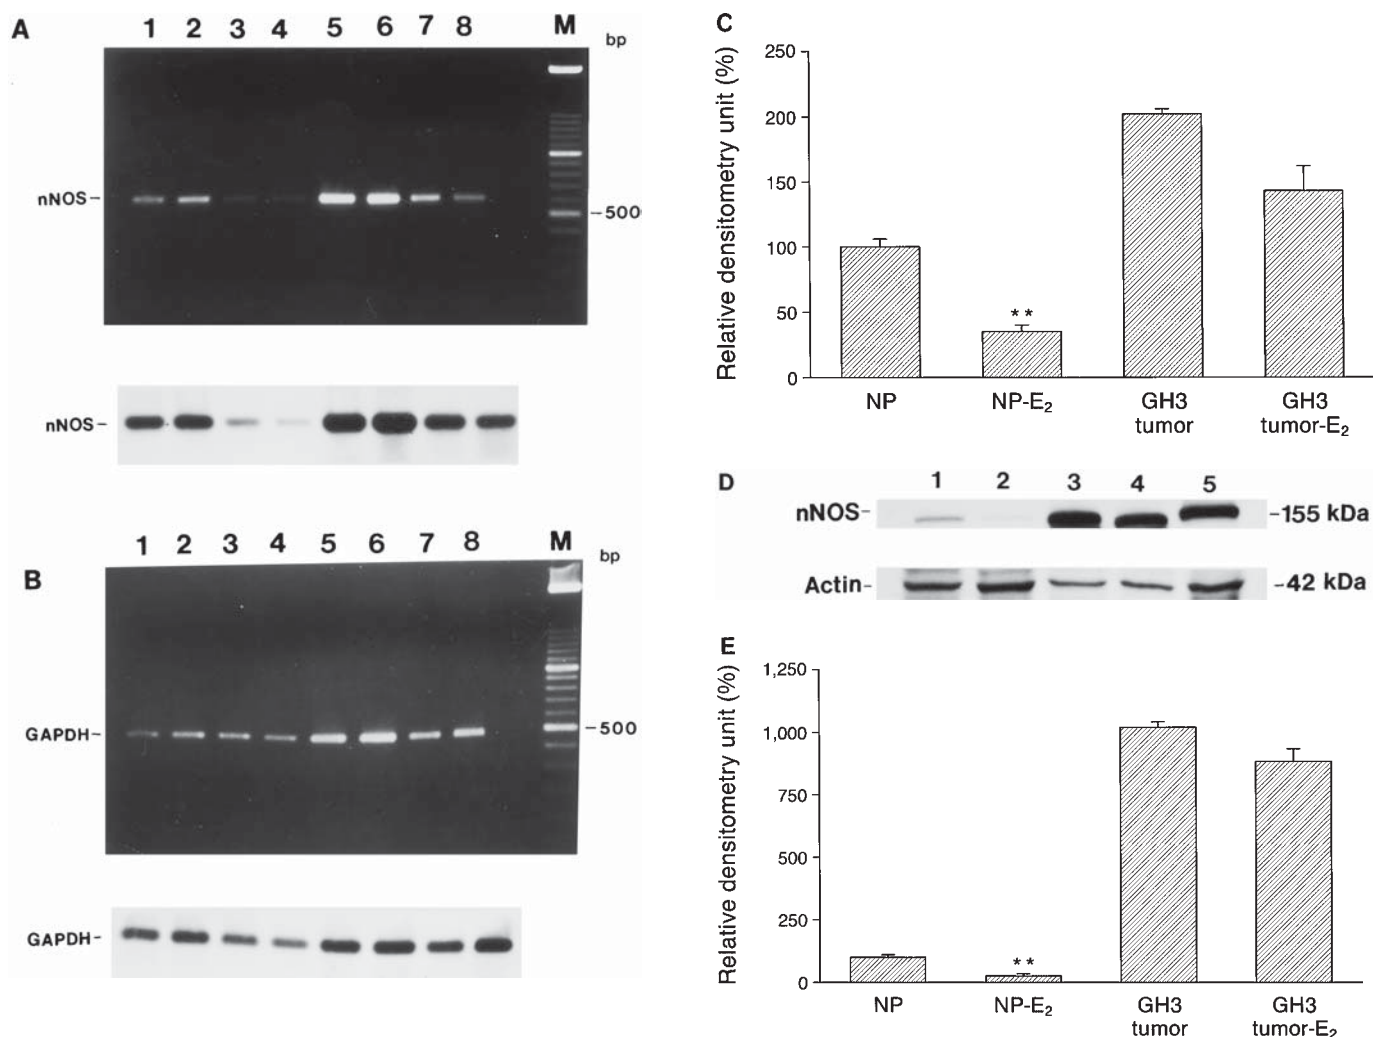 A
1 2 3 4 5 6 7 8 M
bp
nNOS-
-500
nNOS-
B
1 2 3 4 5 6 7 8 M
bp
GAPDH-
-500
GAPDH-
C
Relative densitometry unit (%)
250
200
150
100
50
0
**
NP
NP-E₂
GH3
tumor
GH3
tumor-E₂
D
1 2 3 4 5
nNOS-
-155 kDa
Actin-
-42 kDa
E
Relative densitometry unit (%)
1,250
1,000
750
500
250
0
**
NP
NP-E₂
GH3
tumor
GH3
tumor-E₂